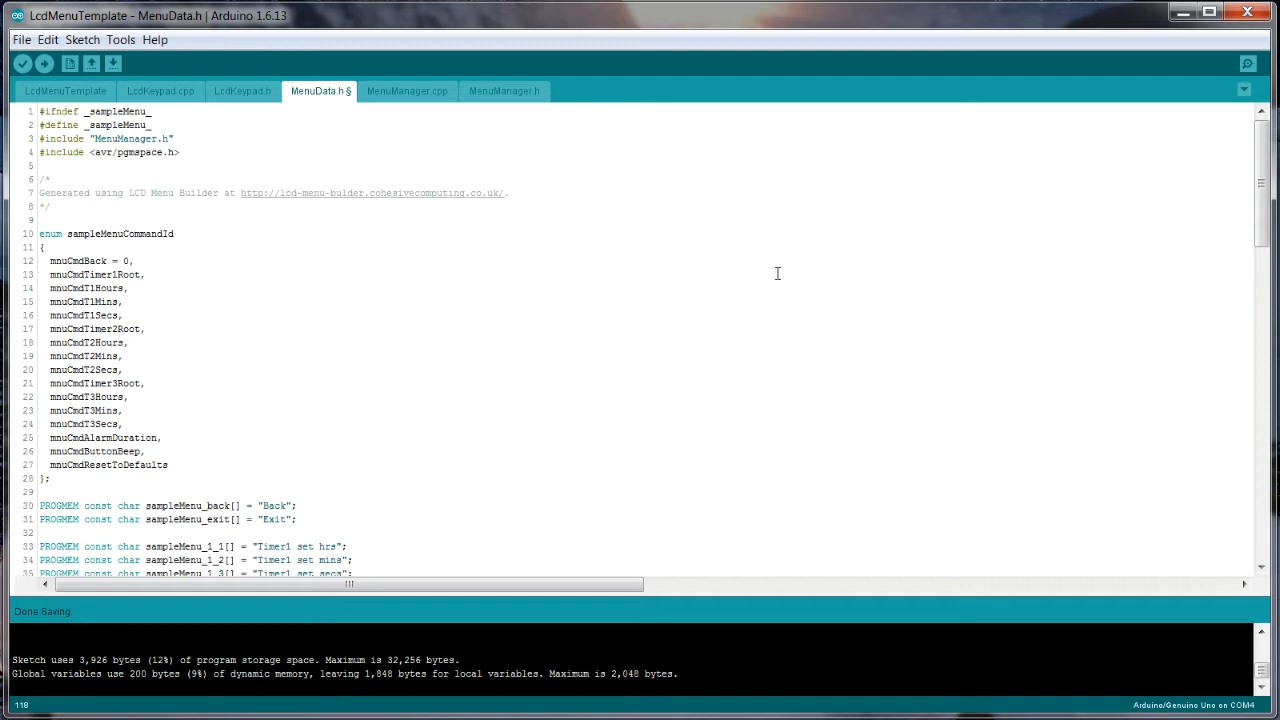 LcdMenuTemplate - MenuData.h | Arduino 1.6.13
File Edit Sketch Tools Help
LcdMenuTemplate LcdKeypad.cpp LcdKeypad.h MenuData.h § MenuManager.cpp MenuManager.h
1 #ifndef _sampleMenu_
2 #define _sampleMenu_
3 #include "MenuManager.h"
4 #include <avr/pgmspace.h>
5
6 /*
7 Generated using LCD Menu Builder at http://lcd-menu-bulder.cohesivecomputing.co.uk/.
8 */
9
10 enum sampleMenuCommandId
11 {
12 mnuCmdBack = 0,
13 mnuCmdTimer1Root,
14 mnuCmdT1Hours,
15 mnuCmdT1Mins,
16 mnuCmdT1Secs,
17 mnuCmdTimer2Root,
18 mnuCmdT2Hours,
19 mnuCmdT2Mins,
20 mnuCmdT2Secs,
21 mnuCmdTimer3Root,
22 mnuCmdT3Hours,
23 mnuCmdT3Mins,
24 mnuCmdT3Secs,
25 mnuCmdAlarmDuration,
26 mnuCmdButtonBeep,
27 mnuCmdResetToDefaults
28 };
29
30 PROGMEM const char sampleMenu_back[] = "Back";
31 PROGMEM const char sampleMenu_exit[] = "Exit";
32
33 PROGMEM const char sampleMenu_1_1[] = "Timer1 set hrs";
34 PROGMEM const char sampleMenu_1_2[] = "Timer1 set mins";
35 PROGMEM const char sampleMenu_1_3[] = "Timer1 set secs";
Done Saving.
Sketch uses 3,926 bytes (12%) of program storage space. Maximum is 32,256 bytes.
Global variables use 200 bytes (9%) of dynamic memory, leaving 1,848 bytes for local variables. Maximum is 2,048 bytes.
118 Arduino/Genuino Uno on COM4